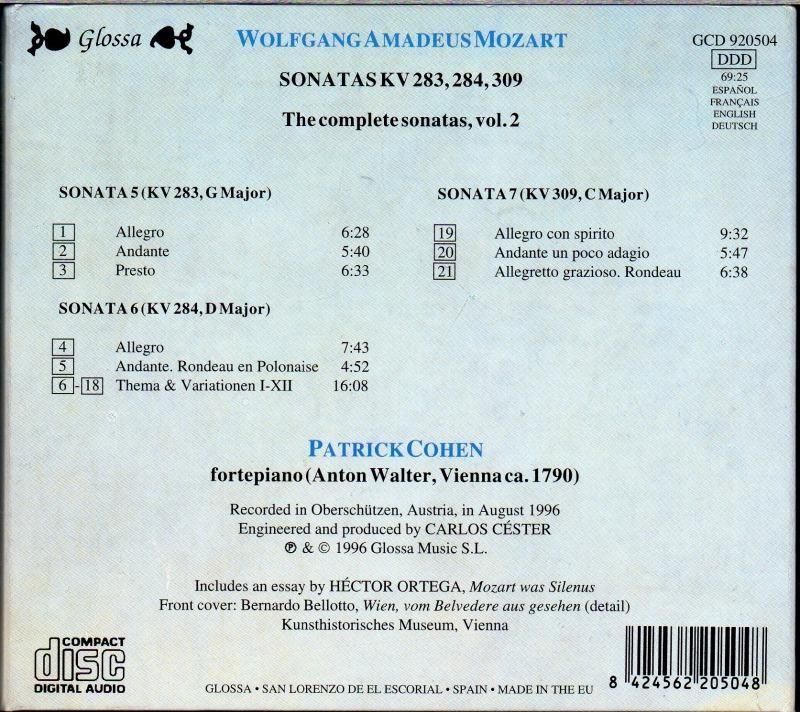 Glossa
WOLFGANG AMADEUS MOZART
GCD 920504
DDD
69:25
ESPAÑOL
FRANÇAIS
ENGLISH
DEUTSCH
SONATAS KV 283, 284, 309
The complete sonatas, vol. 2
SONATA 5 (KV 283, G Major)
1 Allegro 6:28
2 Andante 5:40
3 Presto 6:33
SONATA 6 (KV 284, D Major)
4 Allegro 7:43
5 Andante. Rondeau en Polonaise 4:52
6-18 Thema & Variationen I-XII 16:08
SONATA 7 (KV 309, C Major)
19 Allegro con spirito 9:32
20 Andante un poco adagio 5:47
21 Allegretto grazioso. Rondeau 6:38
PATRICK COHEN
fortepiano (Anton Walter, Vienna ca. 1790)
Recorded in Oberschützen, Austria, in August 1996
Engineered and produced by CARLOS CÉSTER
℗ & © 1996 Glossa Music S.L.
Includes an essay by HÉCTOR ORTEGA, Mozart was Silenus
Front cover: Bernardo Bellotto, Wien, vom Belvedere aus gesehen (detail)
Kunsthistorisches Museum, Vienna
COMPACT
disc
DIGITAL AUDIO
GLOSSA • SAN LORENZO DE EL ESCORIAL • SPAIN • MADE IN THE EU
8 424562 205048